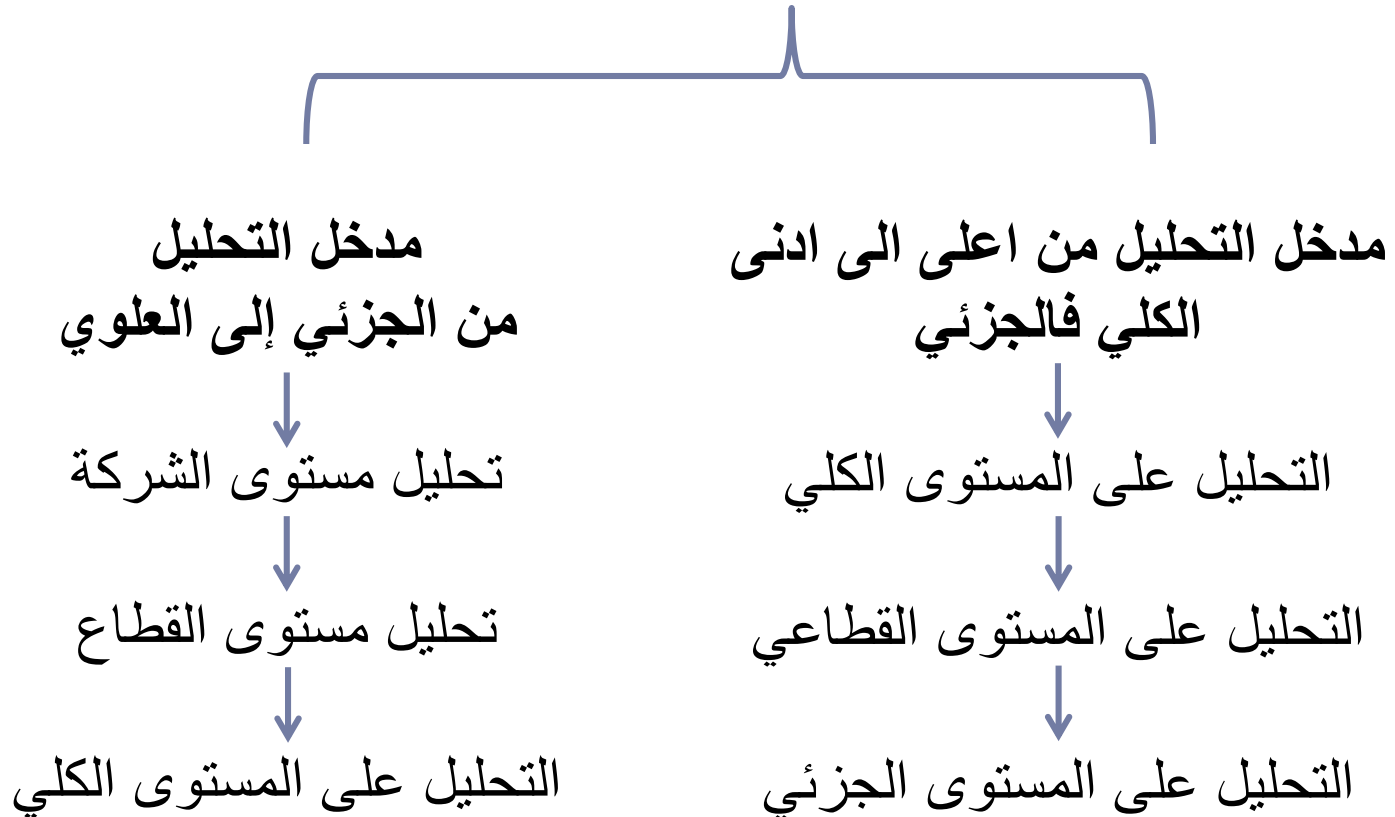 مدخل التحليل من اعلى الى ادنى
الكلي فالجزئي
التحليل على المستوى الكلي
التحليل على المستوى القطاعي
التحليل على المستوى الجزئي
مدخل التحليل
من الجزئي إلى العلوي
تحليل مستوى الشركة
تحليل مستوى القطاع
التحليل على المستوى الكلي